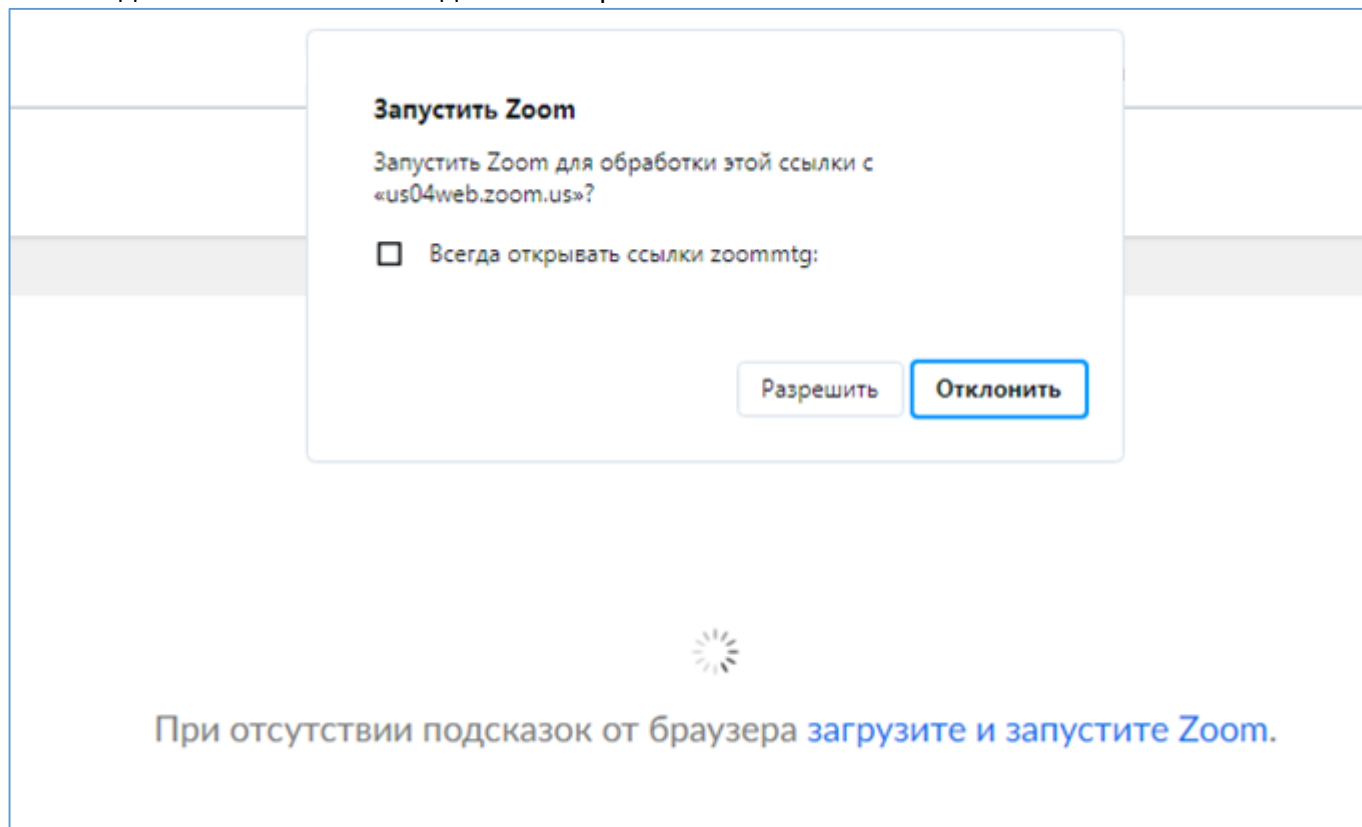 Запустить Zoom
Запустить Zoom для обработки этой ссылки с
«us04web.zoom.us»?
Всегда открывать ссылки zoommtg:
Разрешить Отклонить
При отсутствии подсказок от браузера загрузите и запустите Zoom.